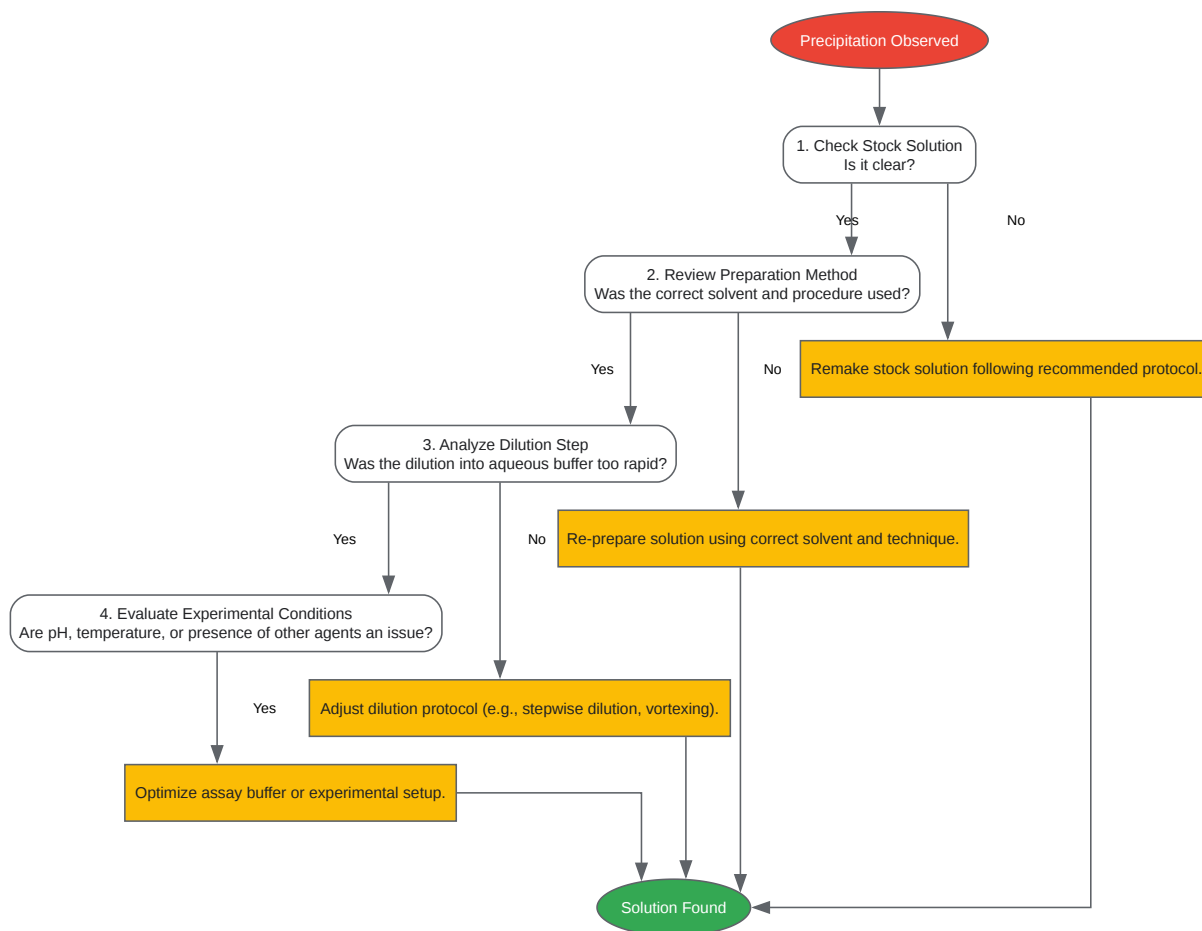 Precipitation Observed
1. Check Stock Solution
Is it clear?
Yes
No
2. Review Preparation Method
Was the correct solvent and procedure used?
Yes
No
Remake stock solution following recommended protocol.
3. Analyze Dilution Step
Was the dilution into aqueous buffer too rapid?
Yes
No
Re-prepare solution using correct solvent and technique.
4. Evaluate Experimental Conditions
Are pH, temperature, or presence of other agents an issue?
Yes
Adjust dilution protocol (e.g., stepwise dilution, vortexing).
Optimize assay buffer or experimental setup.
Solution Found